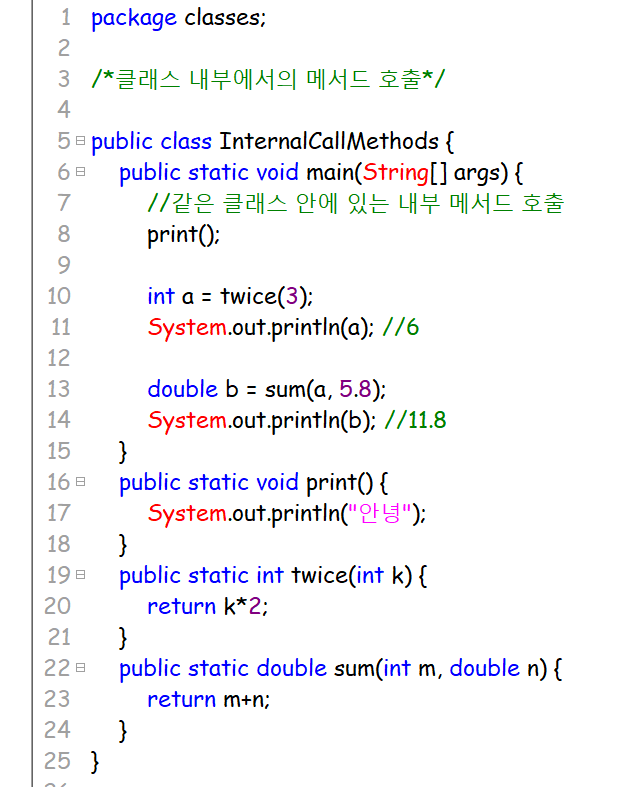 1 package classes;
2
3 /*클래스 내부에서의 메서드 호출*/
4
5 public class InternalCallMethods {
6 public static void main(String[] args) {
7 //같은 클래스 안에 있는 내부 메서드 호출
8 print();
9
10 int a = twice(3);
11 System.out.println(a); //6
12
13 double b = sum(a, 5.8);
14 System.out.println(b); //11.8
15 }
16 public static void print() {
17 System.out.println("안녕");
18 }
19 public static int twice(int k) {
20 return k*2;
21 }
22 public static double sum(int m, double n) {
23 return m+n;
24 }
25 }